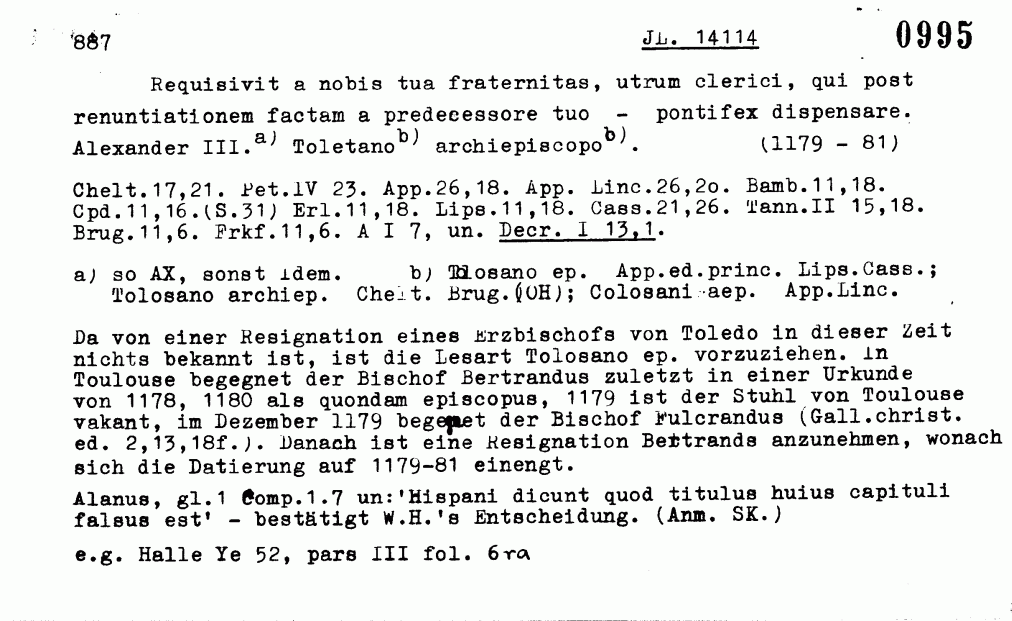 887 JL. 14114 0995
Requisivit a nobis tua fraternitas, utrum clerici, qui post
renuntiationem factam a predecessore tuo - pontifex dispensare.
Alexander III.a) Toletanob) archiepiscopob). (1179 - 81)
Chelt.17,21. Pet.IV 23. App.26,18. App. Linc.26,2o. Bamb.11,18.
Cpd.11,16.(S.31) Erl.11,18. Lips.11,18. Cass.21,26. Tann.II 15,18.
Brug.11,6. Frkf.11,6. A I 7, un. Decr. I 13,1.
a) so AX, sonst idem. b) Tolosano ep. App.ed.princ. Lips.Cass.;
Tolosano archiep. Chelt. Brug.(OH); Colosani aep. App.Linc.
Da von einer Resignation eines Erzbischofs von Toledo in dieser Zeit
nichts bekannt ist, ist die Lesart Tolosano ep. vorzuziehen. In
Toulouse begegnet der Bischof Bertrandus zuletzt in einer Urkunde
von 1178, 1180 als quondam episcopus, 1179 ist der Stuhl von Toulouse
vakant, im Dezember 1179 begegnet der Bischof Fulcrandus (Gall.christ.
ed. 2,13,18f.). Danach ist eine Resignation Bertrands anzunehmen, wonach
sich die Datierung auf 1179-81 einengt.
Alanus, gl.1 Comp.1.7 un:'Hispani dicunt quod titulus huius capituli
falsus est' - bestätigt W.H.'s Entscheidung. (Anm. SK.)
e.g. Halle Ye 52, pars III fol. 6ra